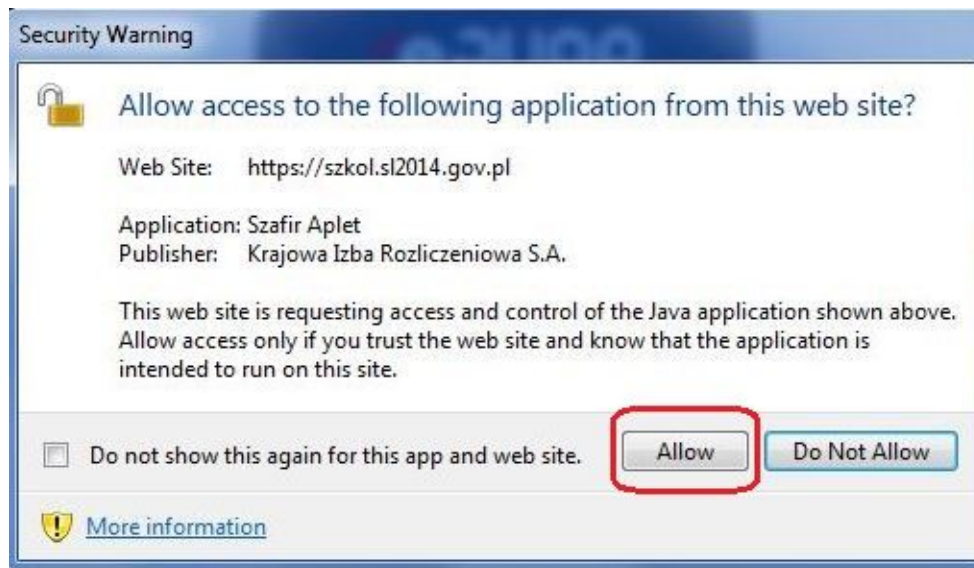 Security Warning
Allow access to the following application from this web site?
Web Site: https://szkol.sl2014.gov.pl
Application: Szafir Aplet
Publisher: Krajowa Izba Rozliczeniowa S.A.
This web site is requesting access and control of the Java application shown above.
Allow access only if you trust the web site and know that the application is
intended to run on this site.
Do not show this again for this app and web site.
Allow
Do Not Allow
More information